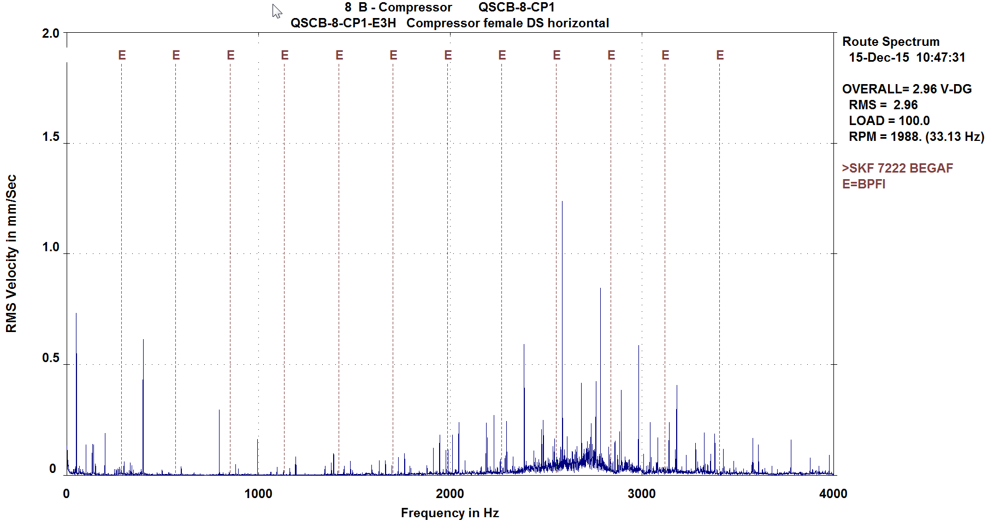 8  B - Compressor       QSCB-8-CP1
QSCB-8-CP1-E3H   Compressor female DS horizontal
2.0
1.5
1.0
0.5
0
RMS Velocity in mm/Sec
E E E E E E E E E E E E
0 1000 2000 3000 4000
Frequency in Hz
Route Spectrum
15-Dec-15  10:47:31
OVERALL= 2.96 V-DG
RMS =  2.96
LOAD = 100.0
RPM = 1988. (33.13 Hz)
>SKF 7222 BEGAF
E=BPFI